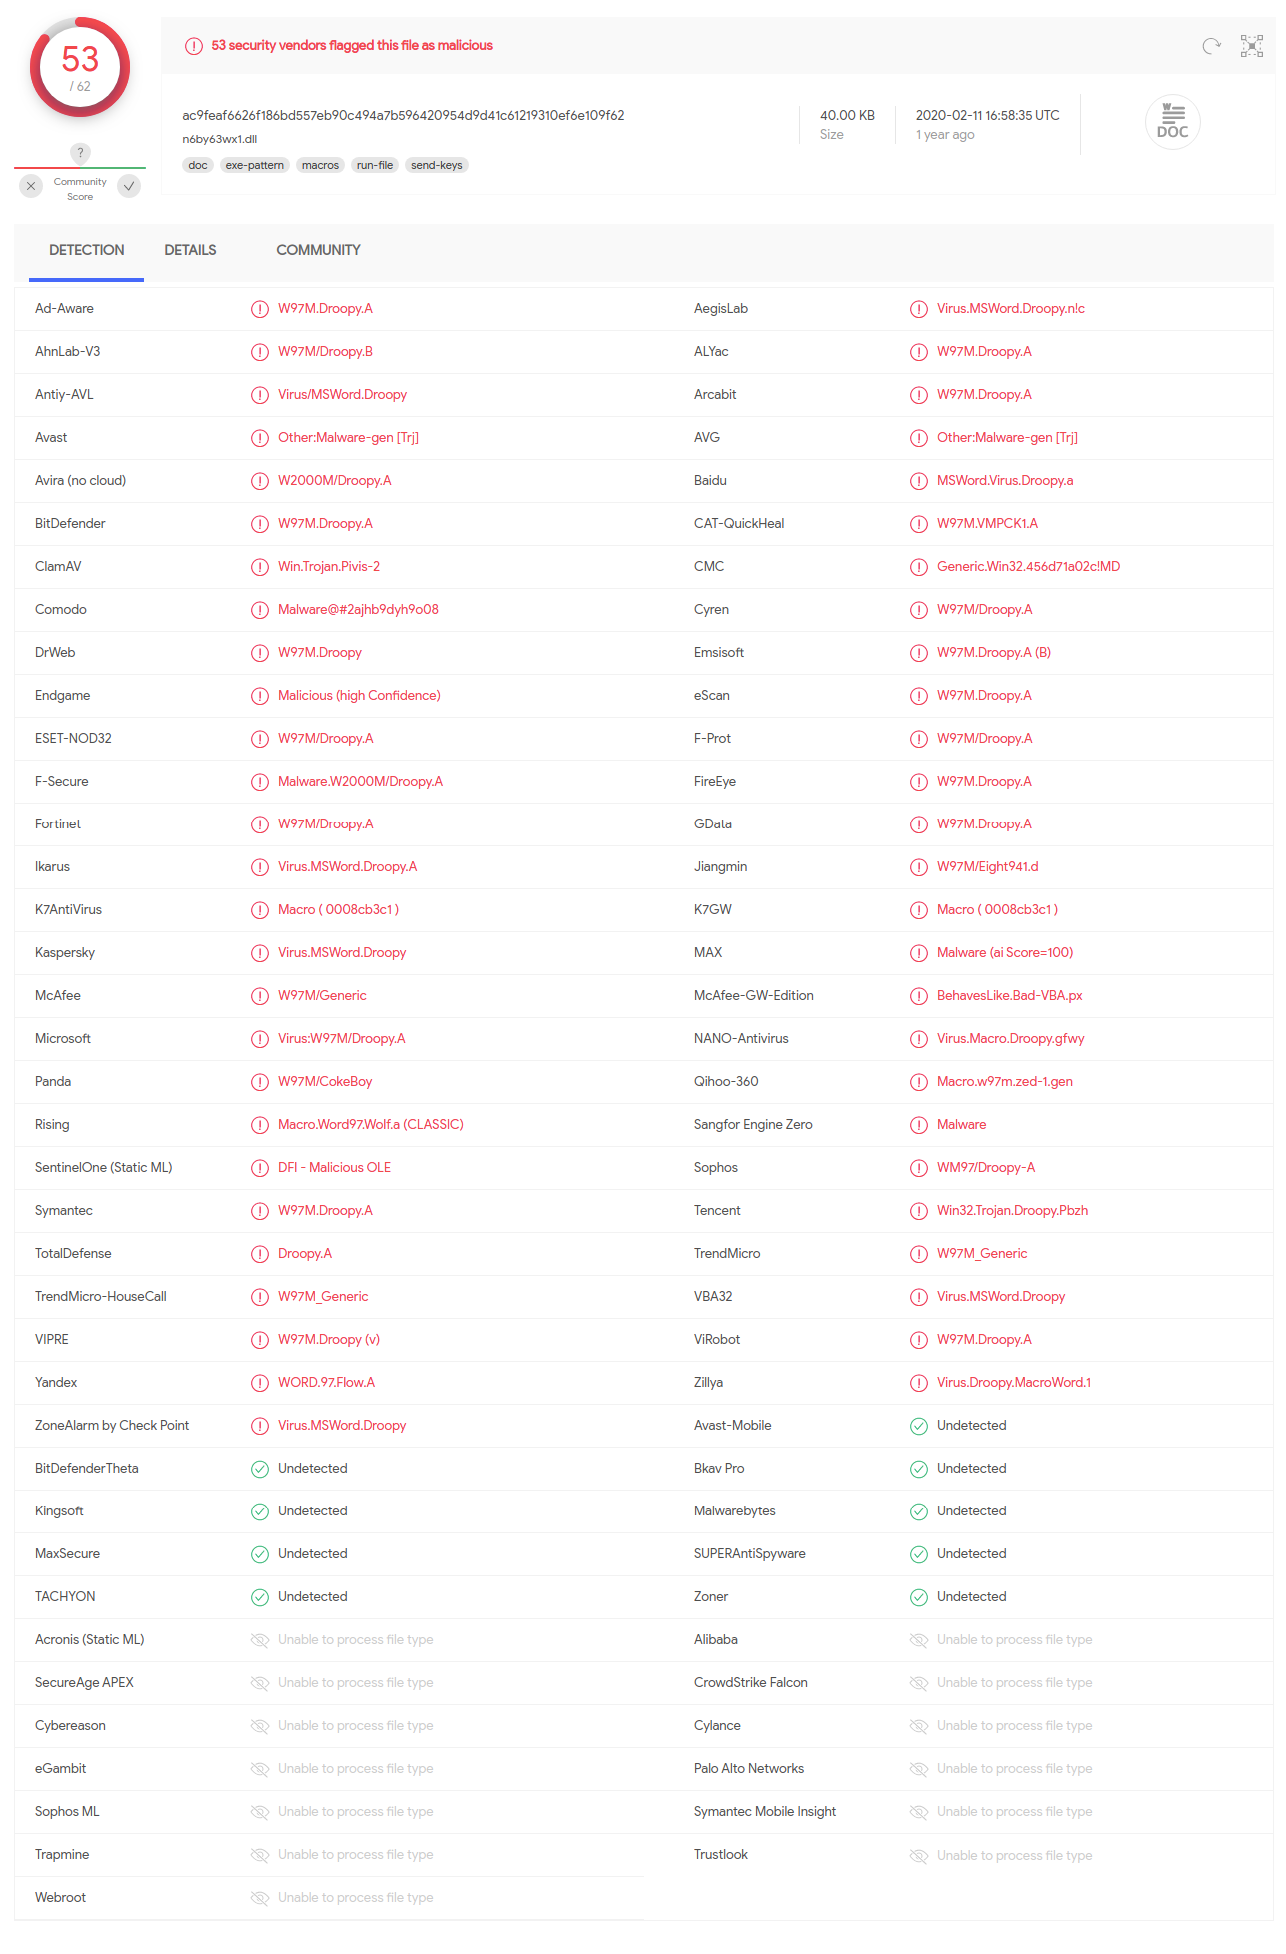 53
/ 62
?
Community
Score
53 security vendors flagged this file as malicious
ac9feaf6626f186bd557eb90c494a7b596420954d9d41c61219310ef6e109f62
n6by63wx1.dll
doc exe-pattern macros run-file send-keys
40.00 KB
Size
2020-02-11 16:58:35 UTC
1 year ago
W
DOC
DETECTION DETAILS COMMUNITY
Ad-Aware W97M.Droopy.A AegisLab Virus.MSWord.Droopy.n!c
AhnLab-V3 W97M/Droopy.B ALYac W97M.Droopy.A
Antiy-AVL Virus/MSWord.Droopy Arcabit W97M.Droopy.A
Avast Other:Malware-gen [Trj] AVG Other:Malware-gen [Trj]
Avira (no cloud) W2000M/Droopy.A Baidu MSWord.Virus.Droopy.a
BitDefender W97M.Droopy.A CAT-QuickHeal W97M.VMPCK1.A
ClamAV Win.Trojan.Pivis-2 CMC Generic.Win32.456d71a02c!MD
Comodo Malware@#2ajhb9dyh9o08 Cyren W97M/Droopy.A
DrWeb W97M.Droopy Emsisoft W97M.Droopy.A (B)
Endgame Malicious (high Confidence) eScan W97M.Droopy.A
ESET-NOD32 W97M/Droopy.A F-Prot W97M/Droopy.A
F-Secure Malware.W2000M/Droopy.A FireEye W97M.Droopy.A
Fortinet W97M/Droopy.A GData W97M.Droopy.A
Ikarus Virus.MSWord.Droopy.A Jiangmin W97M/Eight941.d
K7AntiVirus Macro ( 0008cb3c1 ) K7GW Macro ( 0008cb3c1 )
Kaspersky Virus.MSWord.Droopy MAX Malware (ai Score=100)
McAfee W97M/Generic McAfee-GW-Edition BehavesLike.Bad-VBA.px
Microsoft Virus:W97M/Droopy.A NANO-Antivirus Virus.Macro.Droopy.gfwy
Panda W97M/CokeBoy Qihoo-360 Macro.w97m.zed-1.gen
Rising Macro.Word97.Wolf.a (CLASSIC) Sangfor Engine Zero Malware
SentinelOne (Static ML) DFI - Malicious OLE Sophos WM97/Droopy-A
Symantec W97M.Droopy.A Tencent Win32.Trojan.Droopy.Pbzh
TotalDefense Droopy.A TrendMicro W97M_Generic
TrendMicro-HouseCall W97M_Generic VBA32 Virus.MSWord.Droopy
VIPRE W97M.Droopy (v) ViRobot W97M.Droopy.A
Yandex WORD.97.Flow.A Zillya Virus.Droopy.MacroWord.1
ZoneAlarm by Check Point Virus.MSWord.Droopy Avast-Mobile Undetected
BitDefenderTheta Undetected Bkav Pro Undetected
Kingsoft Undetected Malwarebytes Undetected
MaxSecure Undetected SUPERAntiSpyware Undetected
TACHYON Undetected Zoner Undetected
Acronis (Static ML) Unable to process file type Alibaba Unable to process file type
SecureAge APEX Unable to process file type CrowdStrike Falcon Unable to process file type
Cybereason Unable to process file type Cylance Unable to process file type
eGambit Unable to process file type Palo Alto Networks Unable to process file type
Sophos ML Unable to process file type Symantec Mobile Insight Unable to process file type
Trapmine Unable to process file type Trustlook Unable to process file type
Webroot Unable to process file type